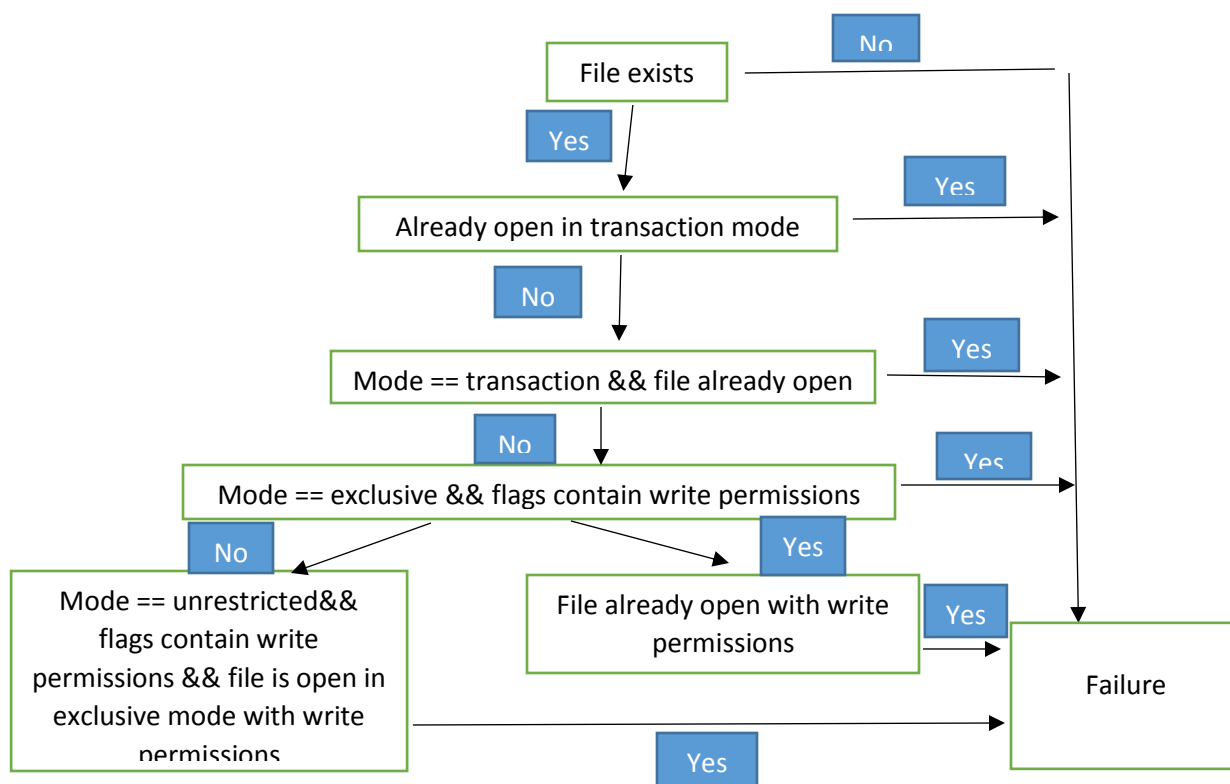 No
File exists
Yes
Yes
Already open in transaction mode
No
Yes
Mode == transaction && file already open
No
Yes
Mode == exclusive && flags contain write permissions
No
Yes
Mode == unrestricted&&
flags contain write
permissions && file is open in
exclusive mode with write
permissions
File already open with write
permissions
Yes
Failure
Yes